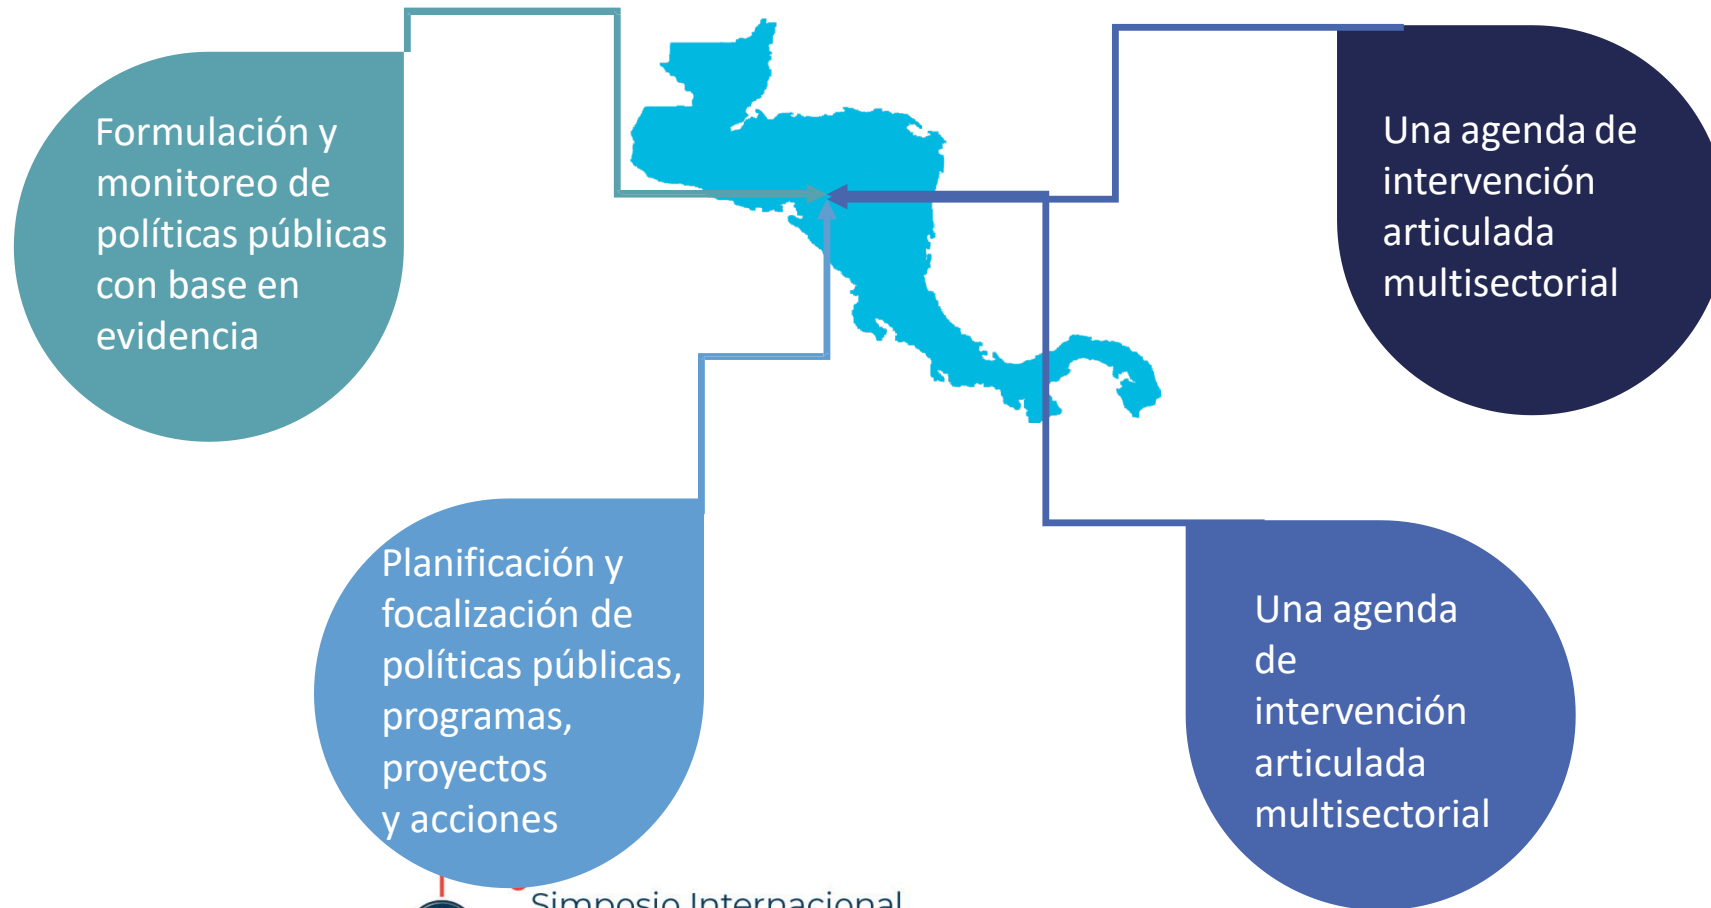 Formulación y
monitoreo de
políticas públicas
con base en
evidencia
Una agenda de
intervención
articulada
multisectorial
Planificación y
focalización de
políticas públicas,
programas,
proyectos
y acciones
Una agenda
de
intervención
articulada
multisectorial
Simposio Internacional